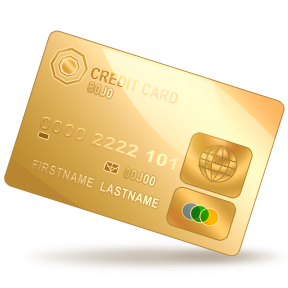 CREDIT CARD
0000 2222 101
FIRSTNAME LASTNAME